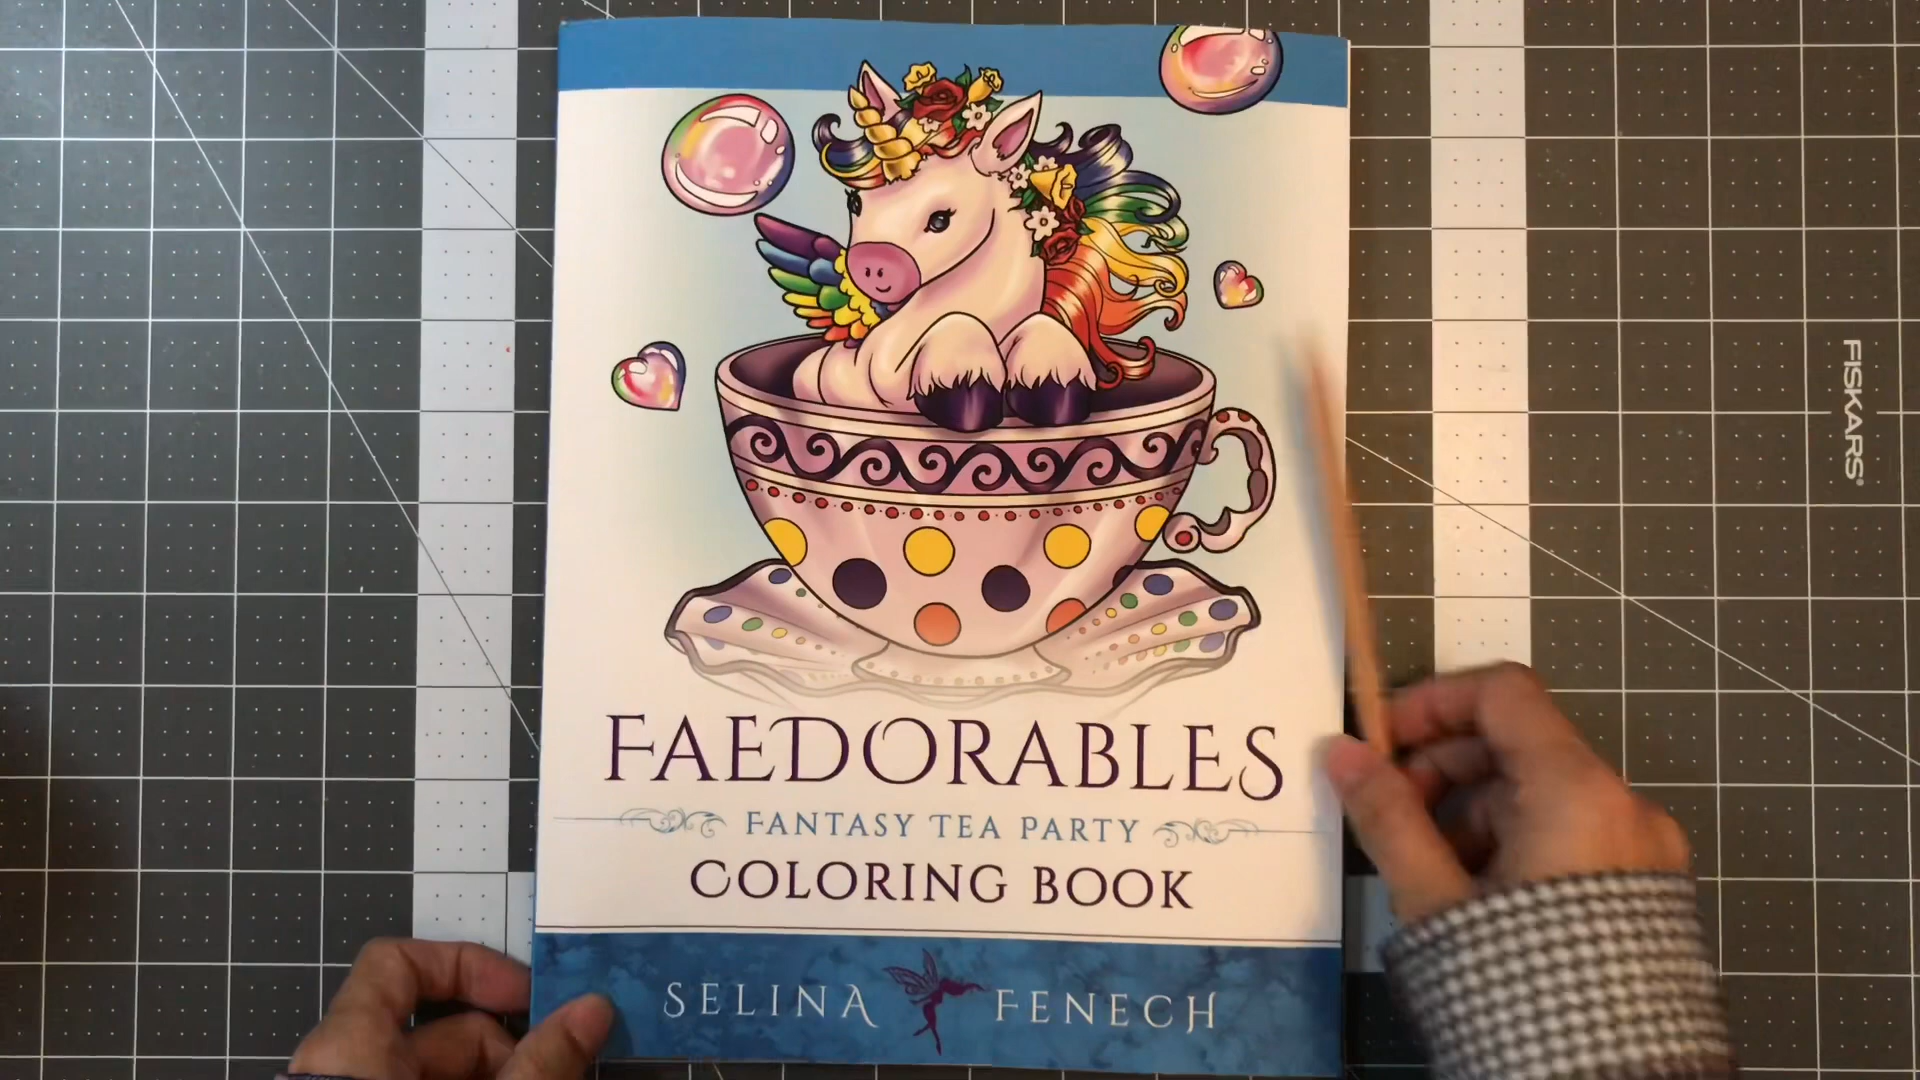 FAEDORABLES
FANTASY TEA PARTY
COLORING BOOK
SELINA FENECH
FISKARS®